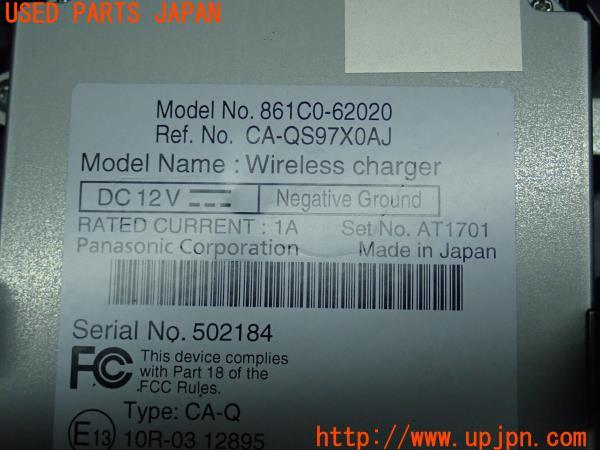 USED PARTS JAPAN
Model No. 861C0-62020
Ref. No. CA-QS97X0AJ
Model Name : Wireless charger
DC 12V Negative Ground
RATED CURRENT : 1A Set No. AT1701
Panasonic Corporation Made in Japan
Serial No. 502184
FC This device complies
with Part 18 of the
FCC Rules.
Type: CA-Q
E13 10R-03 12895
UPJ
www.upjpn.com